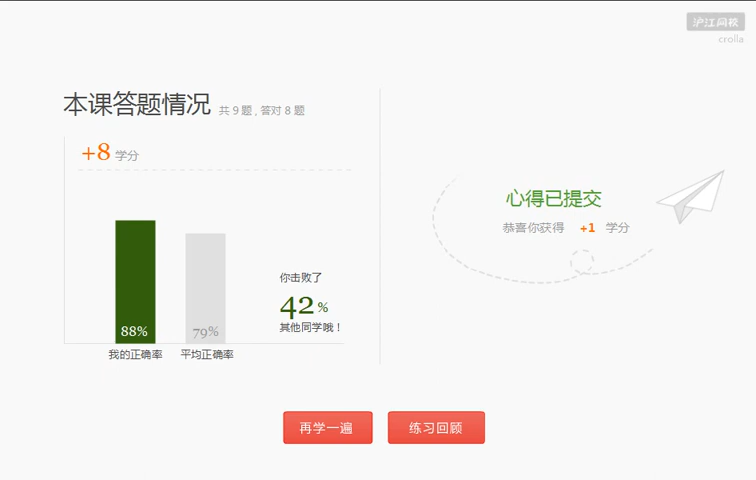 沪江网校
crolla
本课答题情况 共 9 题 , 答对 8 题
+8 学分
88%
79%
我的正确率 平均正确率
你击败了
42 %
其他同学哦！
心得已提交
恭喜你获得 +1 学分
再学一遍 练习回顾